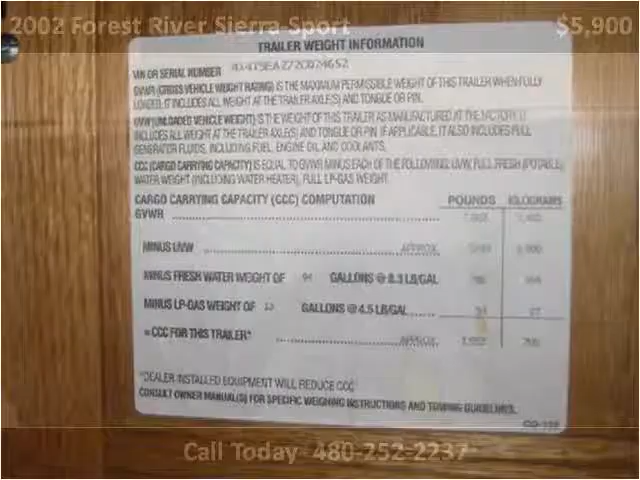 2002 Forest River Sierra Sport $5,900
TRAILER WEIGHT INFORMATION
VIN OR SERIAL NUMBER
GVWR (GROSS VEHICLE WEIGHT RATING) IS THE MAXIMUM PERMISSIBLE WEIGHT OF THIS TRAILER WHEN FULLY
LOADED. IT INCLUDES ALL WEIGHT AT THE TRAILER AXLE(S) AND TONGUE OR PIN.
UVW (UNLOADED VEHICLE WEIGHT) IS THE WEIGHT OF THIS TRAILER AS MANUFACTURED AT THE FACTORY. IT
INCLUDES ALL WEIGHT AT THE TRAILER AXLE(S) AND TONGUE OR PIN. IF APPLICABLE, IT ALSO INCLUDES FULL
GENERATOR FLUIDS, INCLUDING FUEL, ENGINE OIL AND COOLANTS.
CCC (CARGO CARRYING CAPACITY) IS EQUAL TO GVWR MINUS EACH OF THE FOLLOWING: UVW, FULL FRESH (POTABLE)
WATER WEIGHT (INCLUDING WATER HEATER), FULL LP-GAS WEIGHT.
CARGO CARRYING CAPACITY (CCC) COMPUTATION POUNDS KILOGRAMS
GVWR
MINUS UVW APPROX.
MINUS FRESH WATER WEIGHT OF GALLONS @ 8.3 LB/GAL
MINUS LP-GAS WEIGHT OF GALLONS @ 4.5 LB/GAL
= CCC FOR THIS TRAILER* APPROX.
*DEALER INSTALLED EQUIPMENT WILL REDUCE CCC
CONSULT OWNER MANUAL(S) FOR SPECIFIC WEIGHING INSTRUCTIONS AND TOWING GUIDELINES.
Call Today 480-252-2237